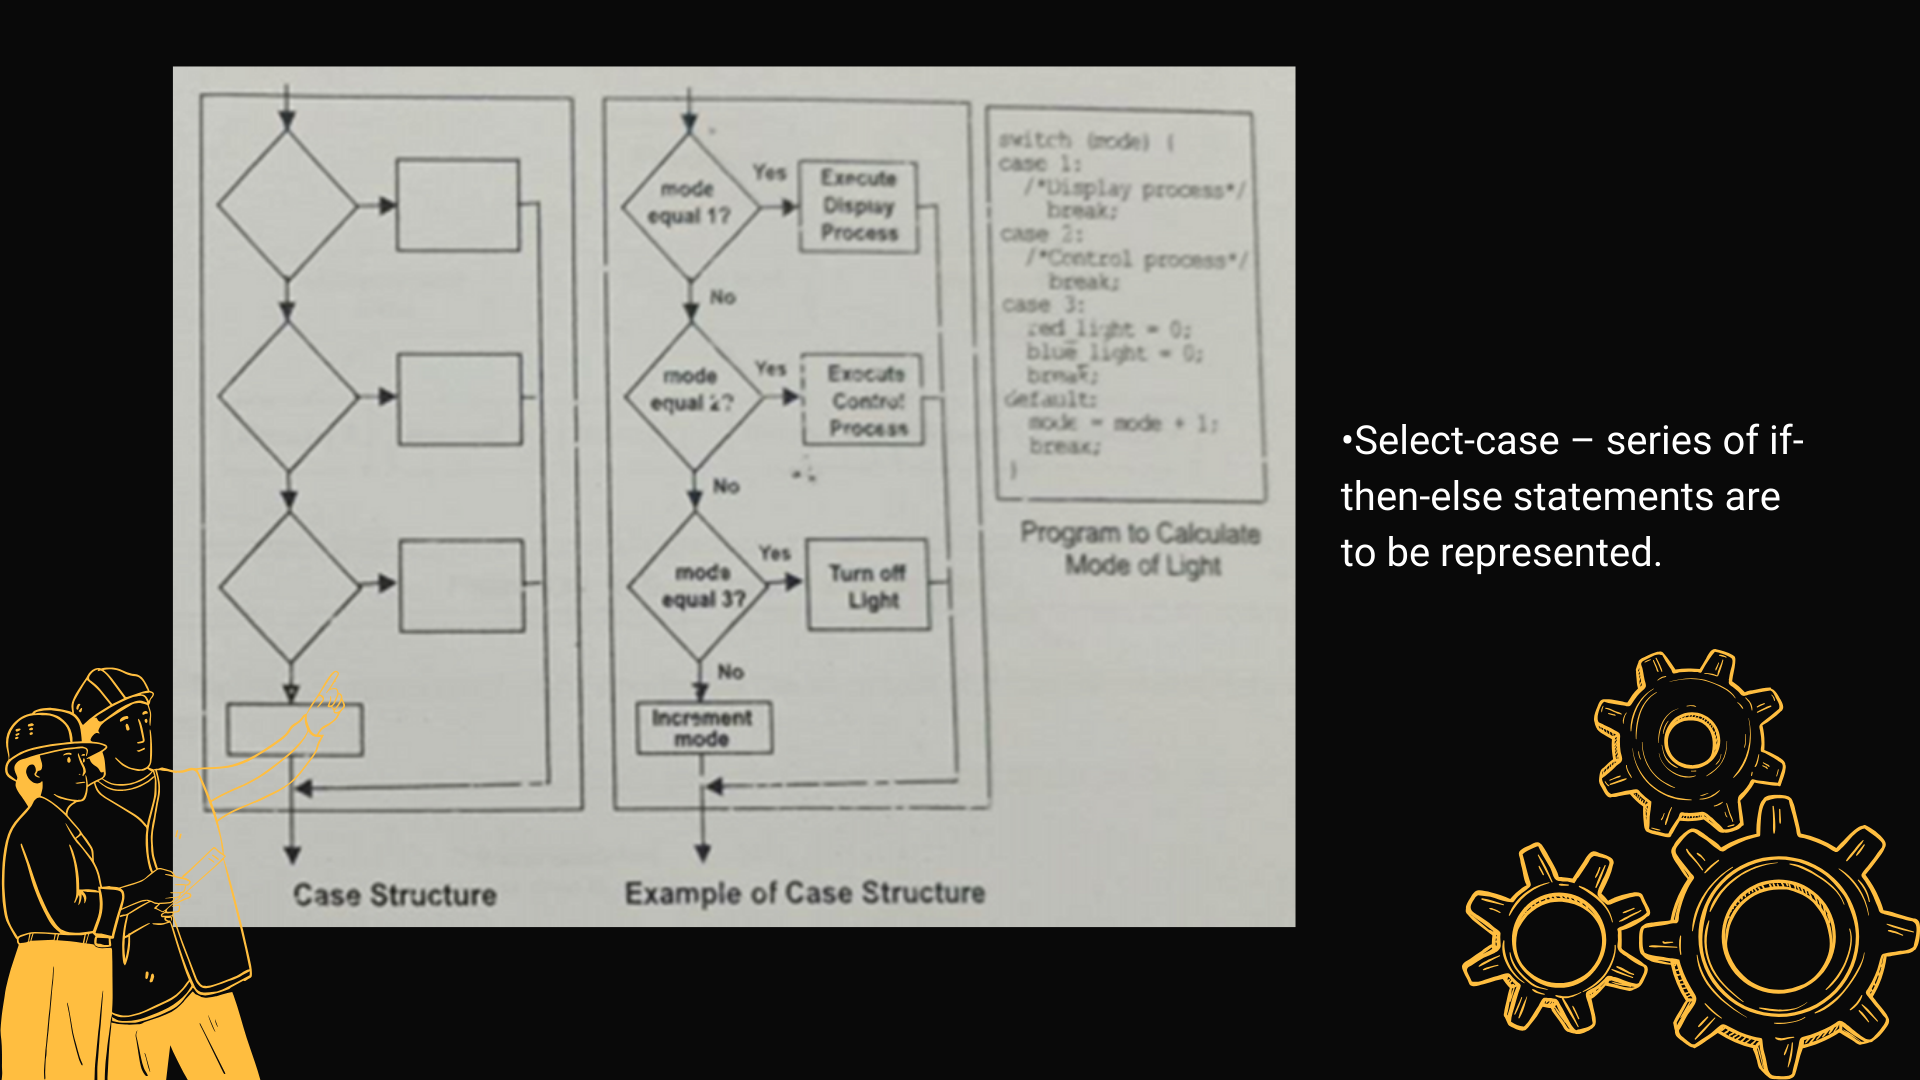 mode
equal 1?
Yes
Execute
Display
Process
No
mode
equal 2?
Yes
Execute
Control
Process
No
mode
equal 3?
Yes
Turn off
Light
No
Increment
mode
Case Structure
Example of Case Structure
switch (mode) {
case 1:
/*Display process*/
break;
case 2:
/*Control process*/
break;
case 3:
red_light = 0;
blue_light = 0;
break;
default:
mode = mode + 1;
break;
}
Program to Calculate
Mode of Light
•Select-case – series of if-
then-else statements are
to be represented.